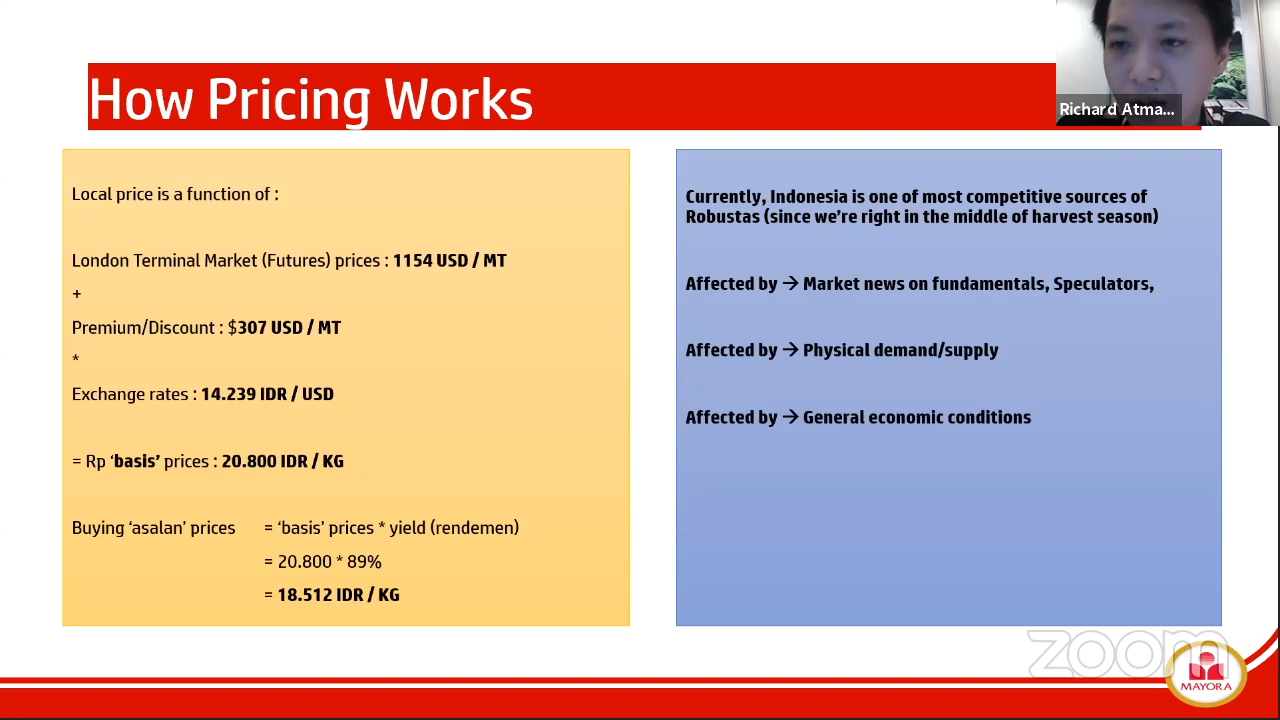 How Pricing Works
Richard Atma...
Local price is a function of :
London Terminal Market (Futures) prices : 1154 USD / MT
+
Premium/Discount : $307 USD / MT
*
Exchange rates : 14.239 IDR / USD
= Rp ‘basis’ prices : 20.800 IDR / KG
Buying ‘asalan’ prices = ‘basis’ prices * yield (rendemen)
= 20.800 * 89%
= 18.512 IDR / KG
Currently, Indonesia is one of most competitive sources of
Robustas (since we’re right in the middle of harvest season)
Affected by → Market news on fundamentals, Speculators,
Affected by → Physical demand/supply
Affected by → General economic conditions
zoom
MAYORA